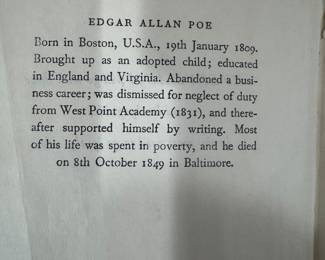 EDGAR ALLAN POE
Born in Boston, U.S.A., 19th January 1809.
Brought up as an adopted child; educated
in England and Virginia. Abandoned a busi-
ness career; was dismissed for neglect of duty
from West Point Academy (1831), and there-
after supported himself by writing. Most
of his life was spent in poverty, and he died
on 8th October 1849 in Baltimore.